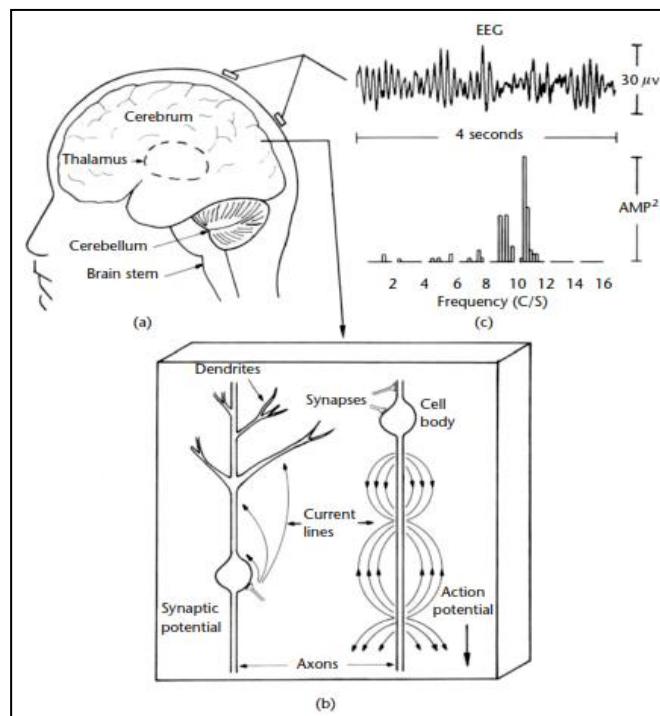 EEG
Cerebrum
Thalamus
Cerebellum
Brain stem
(a)
30 μv
4 seconds
AMP²
2 4 6 8 10 12 14 16
Frequency (C/S)
(c)
Dendrites
Synapses
Cell
body
Current
lines
Synaptic
potential
Action
potential
Axons
(b)